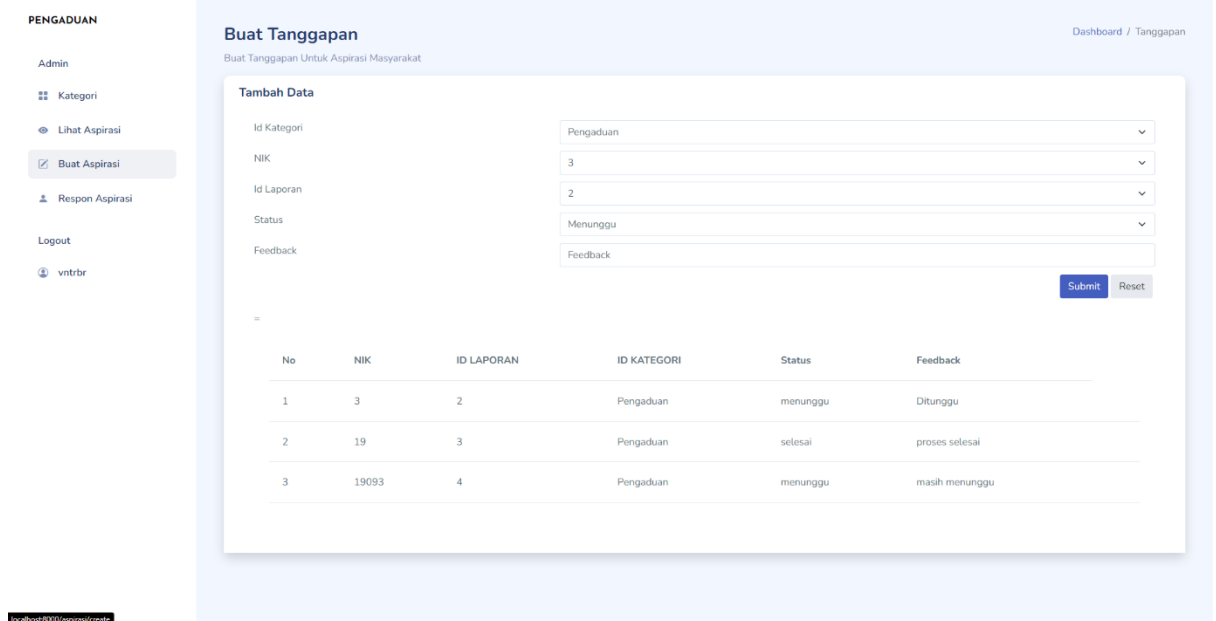 PENGADUAN
Admin
Kategori
Lihat Aspirasi
Buat Aspirasi
Respon Aspirasi
Logout
vntrbr
Buat Tanggapan
Dashboard / Tanggapan
Buat Tanggapan Untuk Aspirasi Masyarakat
Tambah Data
Id Kategori Pengaduan
NIK 3
Id Laporan 2
Status Menunggu
Feedback Feedback
Submit Reset
=
No NIK ID LAPORAN ID KATEGORI Status Feedback
1 3 2 Pengaduan menunggu Ditunggu
2 19 3 Pengaduan selesai proses selesai
3 19093 4 Pengaduan menunggu masih menunggu
localhost:8000/aspirasi/create